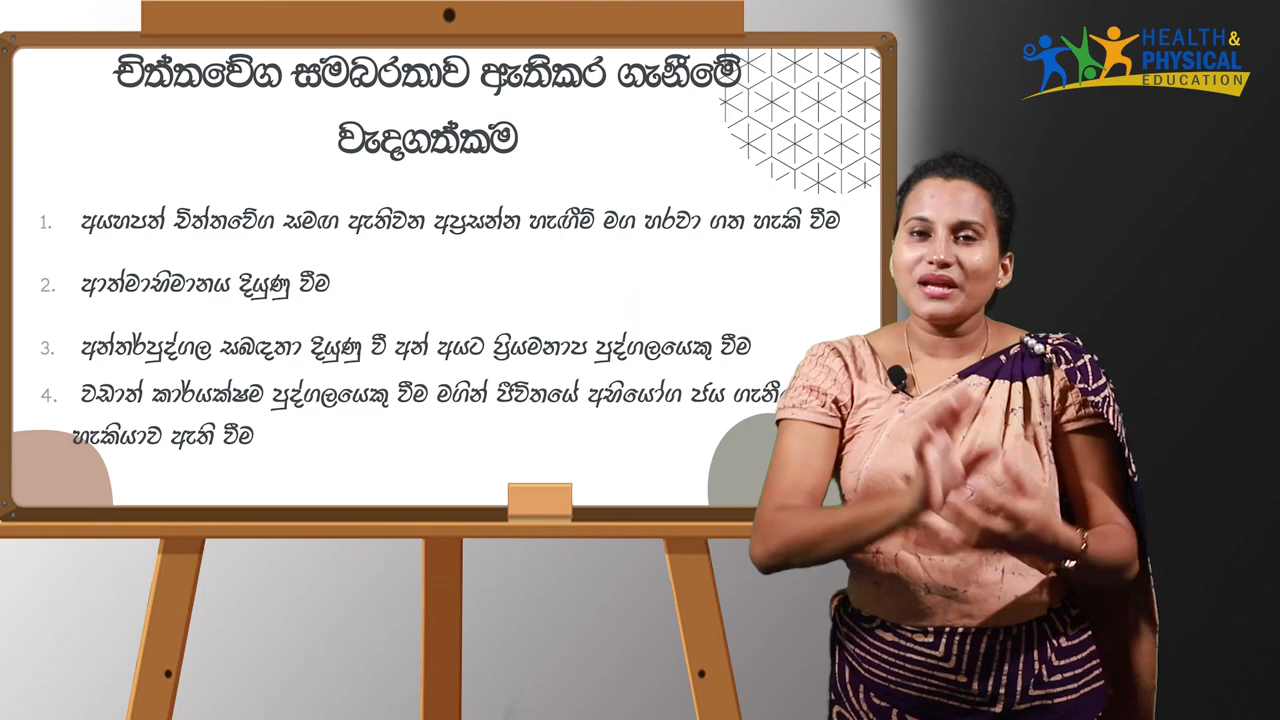 චිත්තවේග සමබරතාව ඇතිකර ගැනීමේ
වැදගත්කම
1. අයහපත් චිත්තවේග සමඟ ඇතිවන අප්‍රසන්න හැඟීම් මග හරවා ගත හැකි වීම
2. ආත්මාභිමානය දියුණු වීම
3. අන්තර්පුද්ගල සබඳතා දියුණු වී අන් අයට ප්‍රියමනාප පුද්ගලයෙකු වීම
4. වඩාත් කාර්යක්ෂම පුද්ගලයෙකු වීම මගින් ජීවිතයේ අභියෝග ජය ගැනී
හැකියාව ඇති වීම
HEALTH &
PHYSICAL
EDUCATION